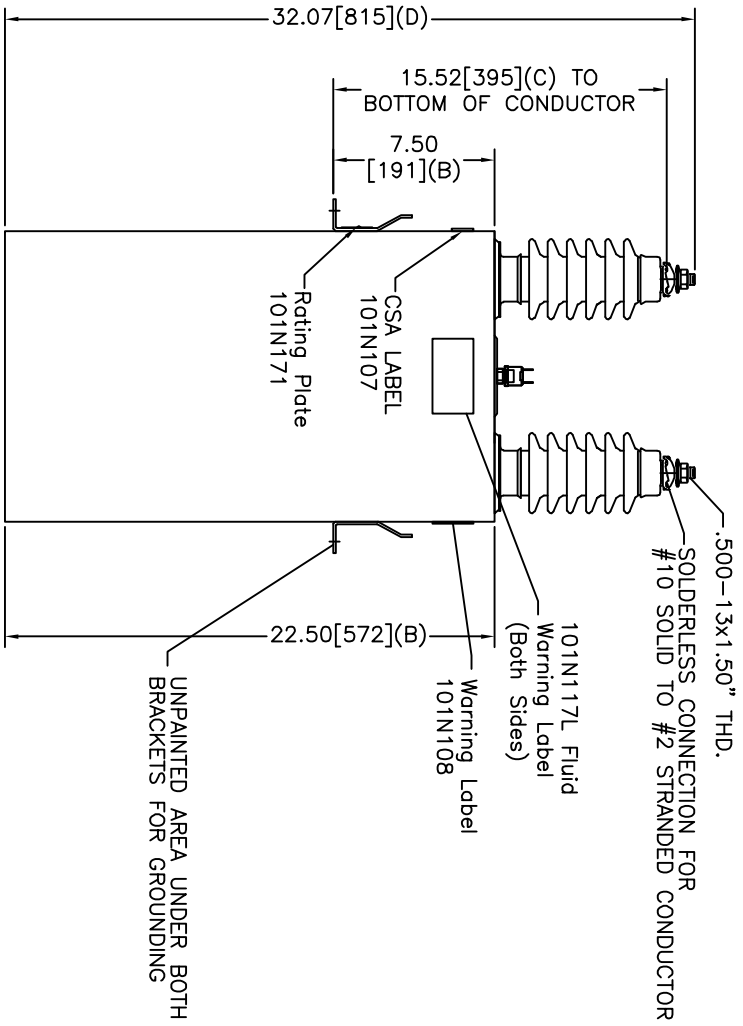 32.07[815](D)
15.52[395](C) TO
BOTTOM OF CONDUCTOR
7.50
[191](B)
CSA LABEL
101N107
Rating Plate
101N171
.500-13x1.50" THD.
SOLDERLESS CONNECTION FOR
#10 SOLID TO #2 STRANDED CONDUCTOR
101N117L Fluid
Warning Label
(Both Sides)
Warning Label
101N108
22.50[572](B)
UNPAINTED AREA UNDER BOTH
BRACKETS FOR GROUNDING